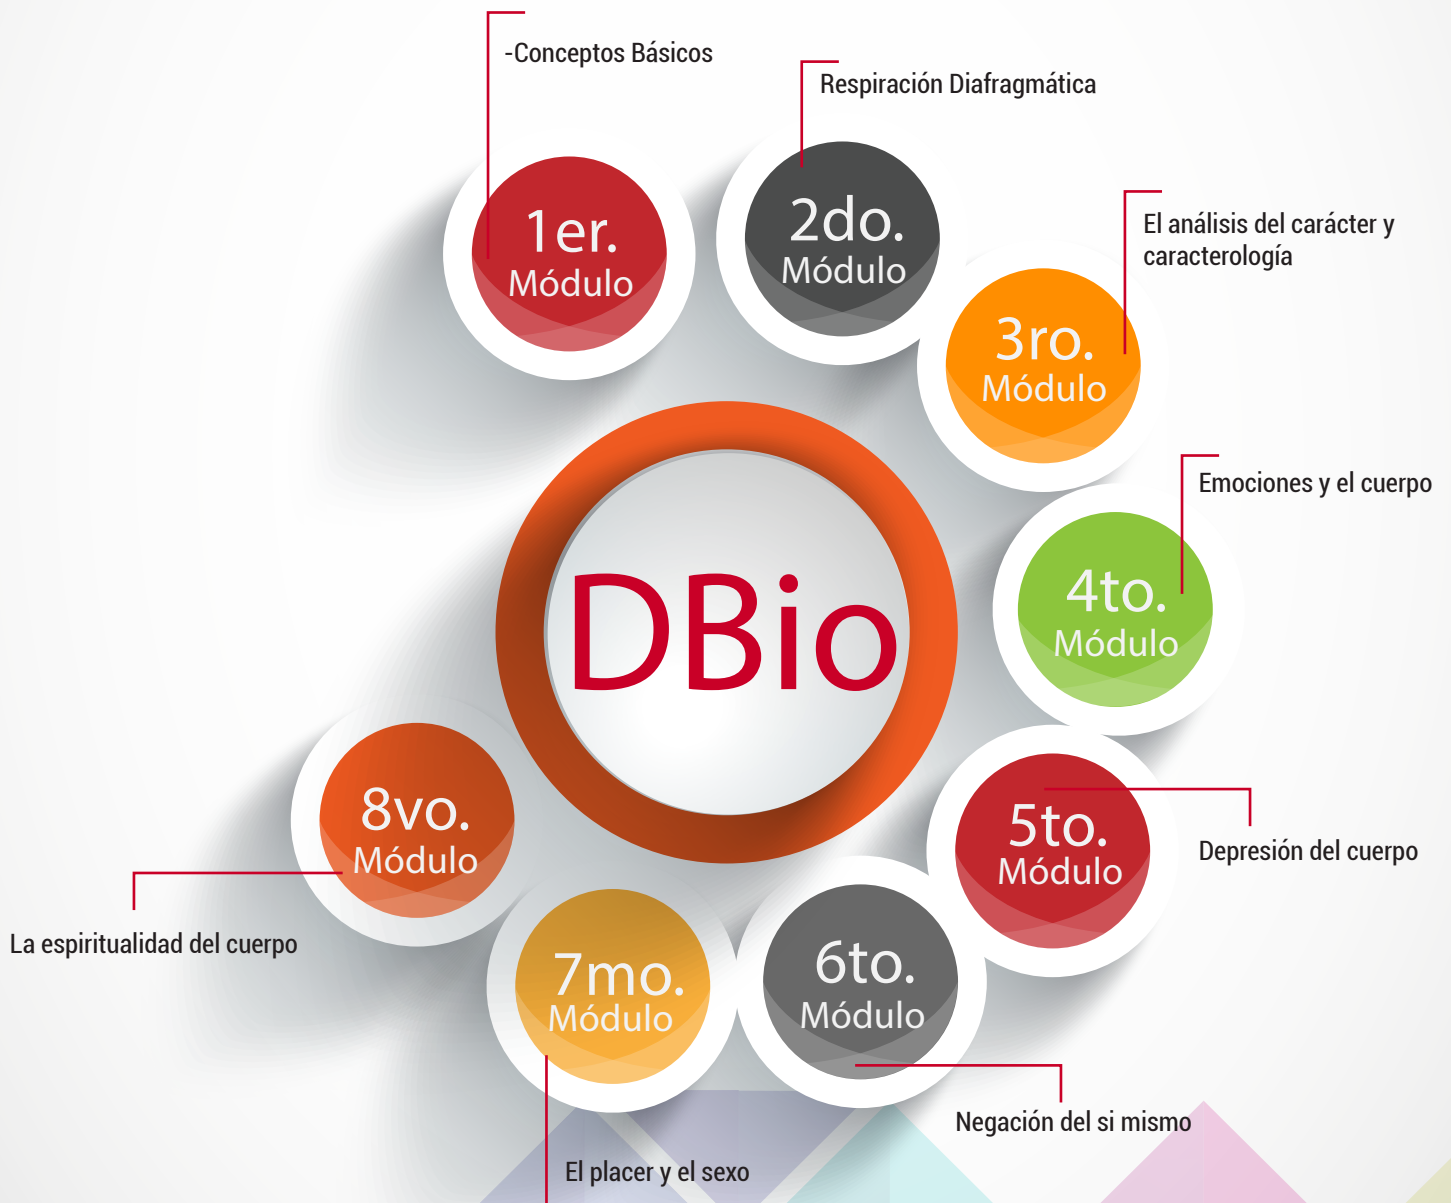 -Conceptos Básicos
Respiración Diafragmática
1er.
Módulo
2do.
Módulo
El análisis del carácter y
caracterología
3ro.
Módulo
Emociones y el cuerpo
4to.
Módulo
DBio
5to.
Módulo
Depresión del cuerpo
8vo.
Módulo
La espiritualidad del cuerpo
7mo.
Módulo
6to.
Módulo
Negación del si mismo
El placer y el sexo